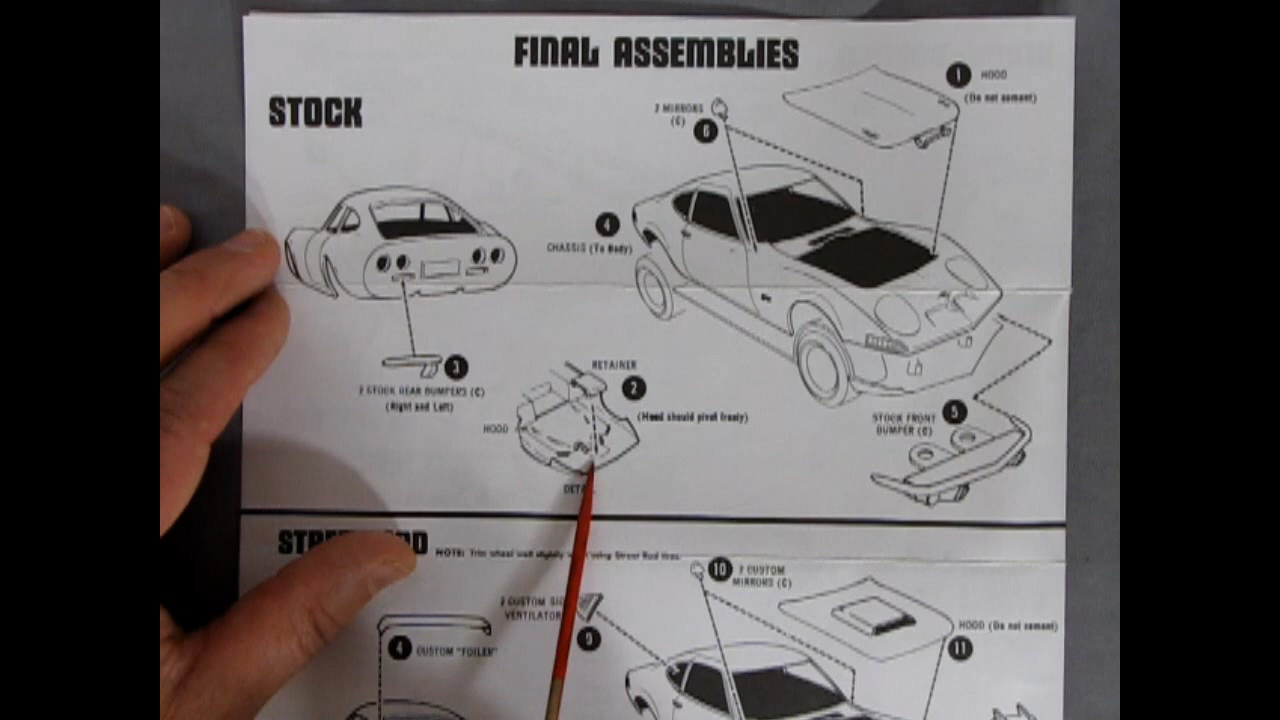 FINAL ASSEMBLIES
STOCK
1 HOOD
(Do not cement)
2 MIRRORS
(C)
6
4
CHASSIS (To Body)
3
2 STOCK REAR BUMPERS (C)
(Right and Left)
RETAINER
2
(Hood should pivot freely)
HOOD
STOCK FRONT
BUMPER (C)
5
NOTE: Trim wheel well slightly using Street Rod tires.
10 2 CUSTOM
MIRRORS (C)
2 CUSTOM
9
HOOD (Do not cement)
11
4 CUSTOM "FOILER"